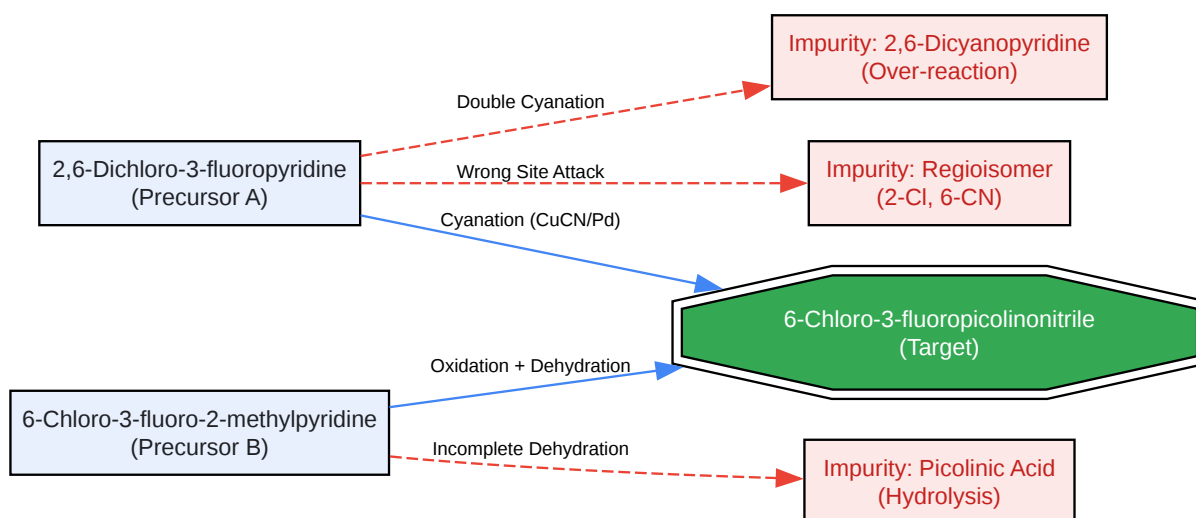 Impurity: 2,6-Dicyanopyridine
(Over-reaction)
Double Cyanation
2,6-Dichloro-3-fluoropyridine
(Precursor A)
Wrong Site Attack
Impurity: Regioisomer
(2-Cl, 6-CN)
Cyanation (CuCN/Pd)
6-Chloro-3-fluoropicolinonitrile
(Target)
Oxidation + Dehydration
6-Chloro-3-fluoro-2-methylpyridine
(Precursor B)
Incomplete Dehydration
Impurity: Picolinic Acid
(Hydrolysis)